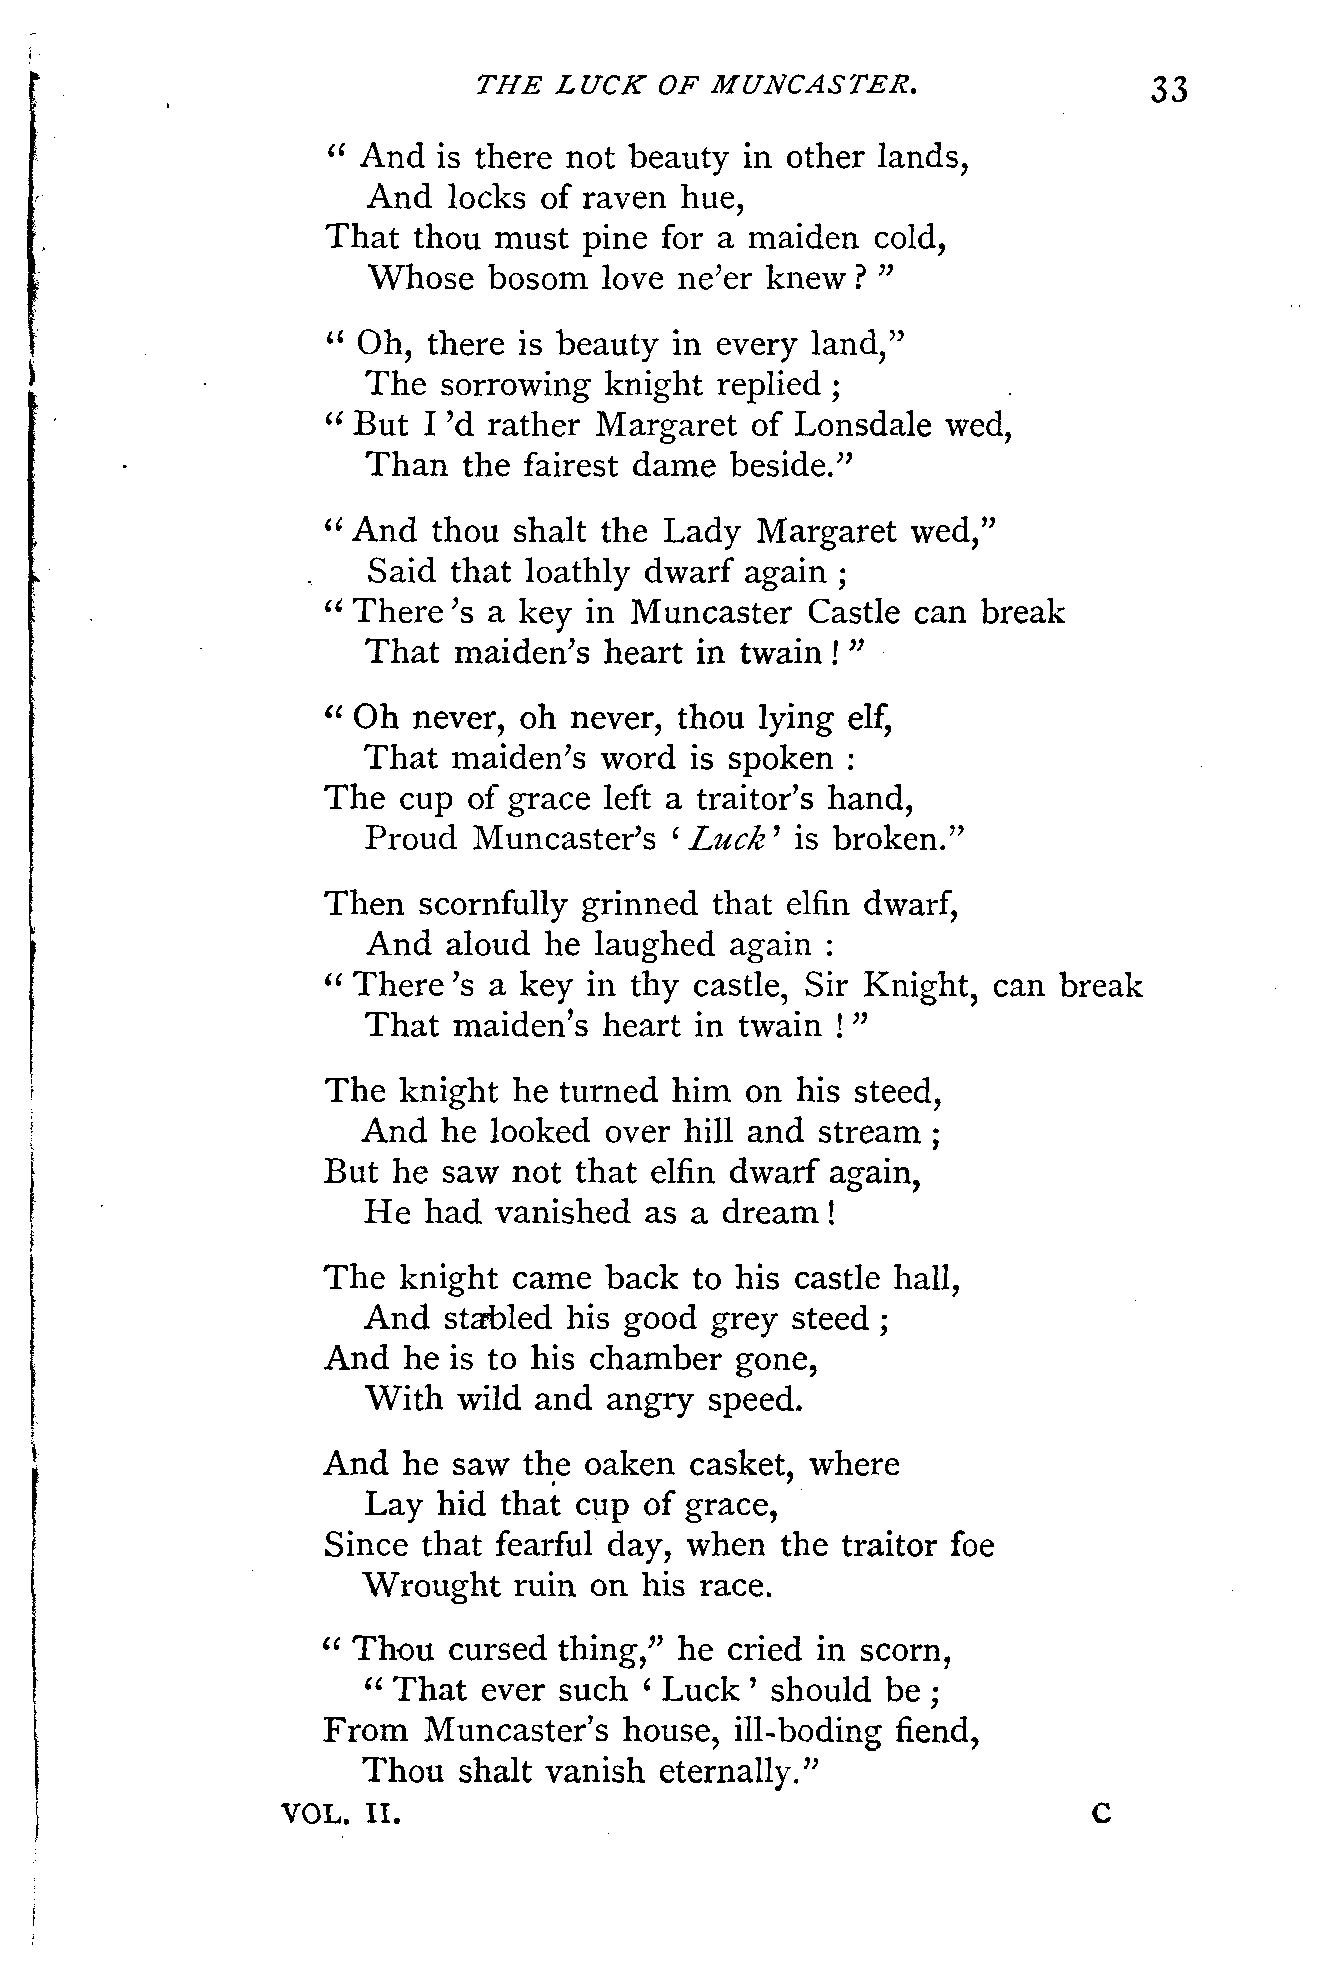 THE LUCK OF MUNCASTER. 33
“ And is there not beauty in other lands,
And locks of raven hue,
That thou must pine for a maiden cold,
Whose bosom love ne’er knew ? ”
“ Oh, there is beauty in every land,”
The sorrowing knight replied ;
“ But I ’d rather Margaret of Lonsdale wed,
Than the fairest dame beside.”
“ And thou shalt the Lady Margaret wed,”
Said that loathly dwarf again ;
“ There ’s a key in Muncaster Castle can break
That maiden’s heart in twain ! ”
“ Oh never, oh never, thou lying elf,
That maiden’s word is spoken :
The cup of grace left a traitor’s hand,
Proud Muncaster’s ‘ Luck ’ is broken.”
Then scornfully grinned that elfin dwarf,
And aloud he laughed again :
“ There ’s a key in thy castle, Sir Knight, can break
That maiden’s heart in twain ! ”
The knight he turned him on his steed,
And he looked over hill and stream ;
But he saw not that elfin dwarf again,
He had vanished as a dream !
The knight came back to his castle hall,
And stabled his good grey steed ;
And he is to his chamber gone,
With wild and angry speed.
And he saw the oaken casket, where
Lay hid that cup of grace,
Since that fearful day, when the traitor foe
Wrought ruin on his race.
“ Thou cursed thing,” he cried in scorn,
“ That ever such ‘ Luck ’ should be ;
From Muncaster’s house, ill-boding fiend,
Thou shalt vanish eternally.”
VOL. II. C